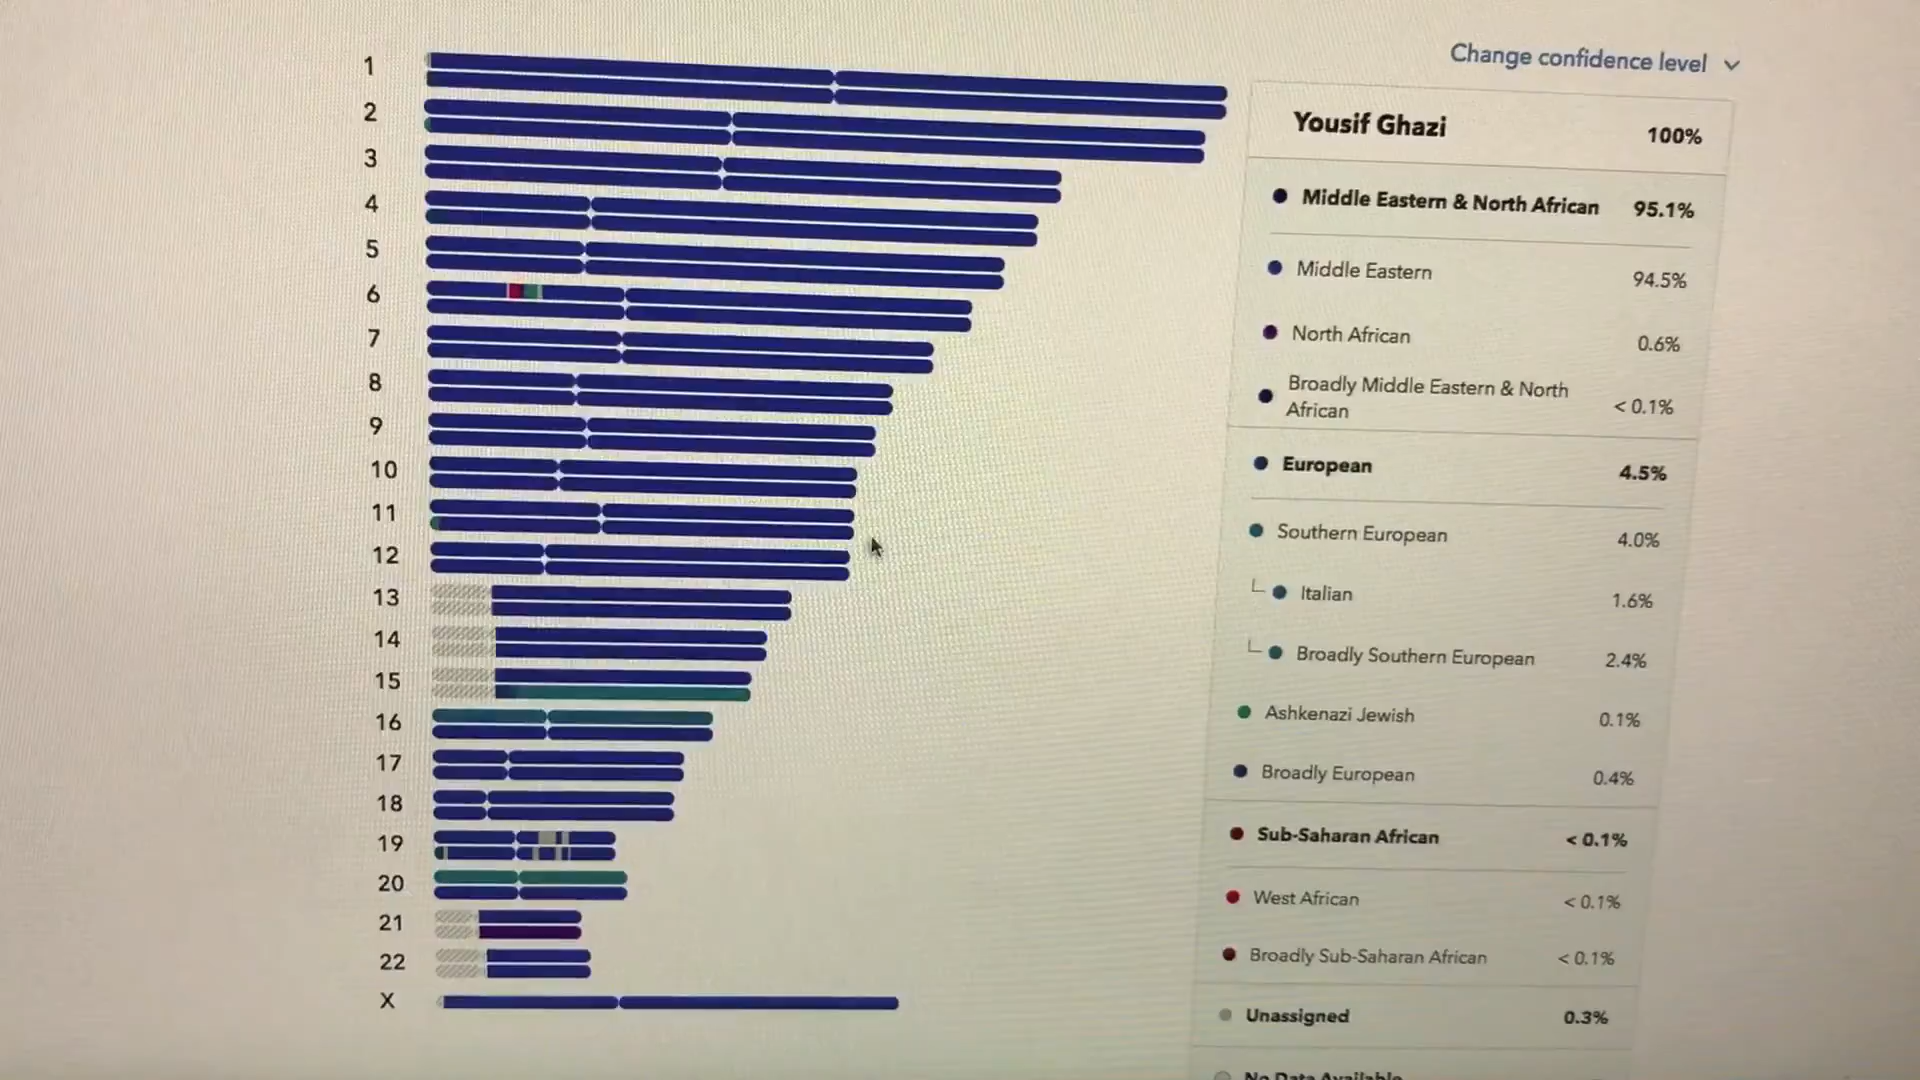 Change confidence level
1
2
3
4
5
6
7
8
9
10
11
12
13
14
15
16
17
18
19
20
21
22
X
Yousif Ghazi 100%
Middle Eastern & North African 95.1%
Middle Eastern 94.5%
North African 0.6%
Broadly Middle Eastern & North
African < 0.1%
European 4.5%
Southern European 4.0%
Italian 1.6%
Broadly Southern European 2.4%
Ashkenazi Jewish 0.1%
Broadly European 0.4%
Sub-Saharan African < 0.1%
West African < 0.1%
Broadly Sub-Saharan African < 0.1%
Unassigned 0.3%
No Data Available